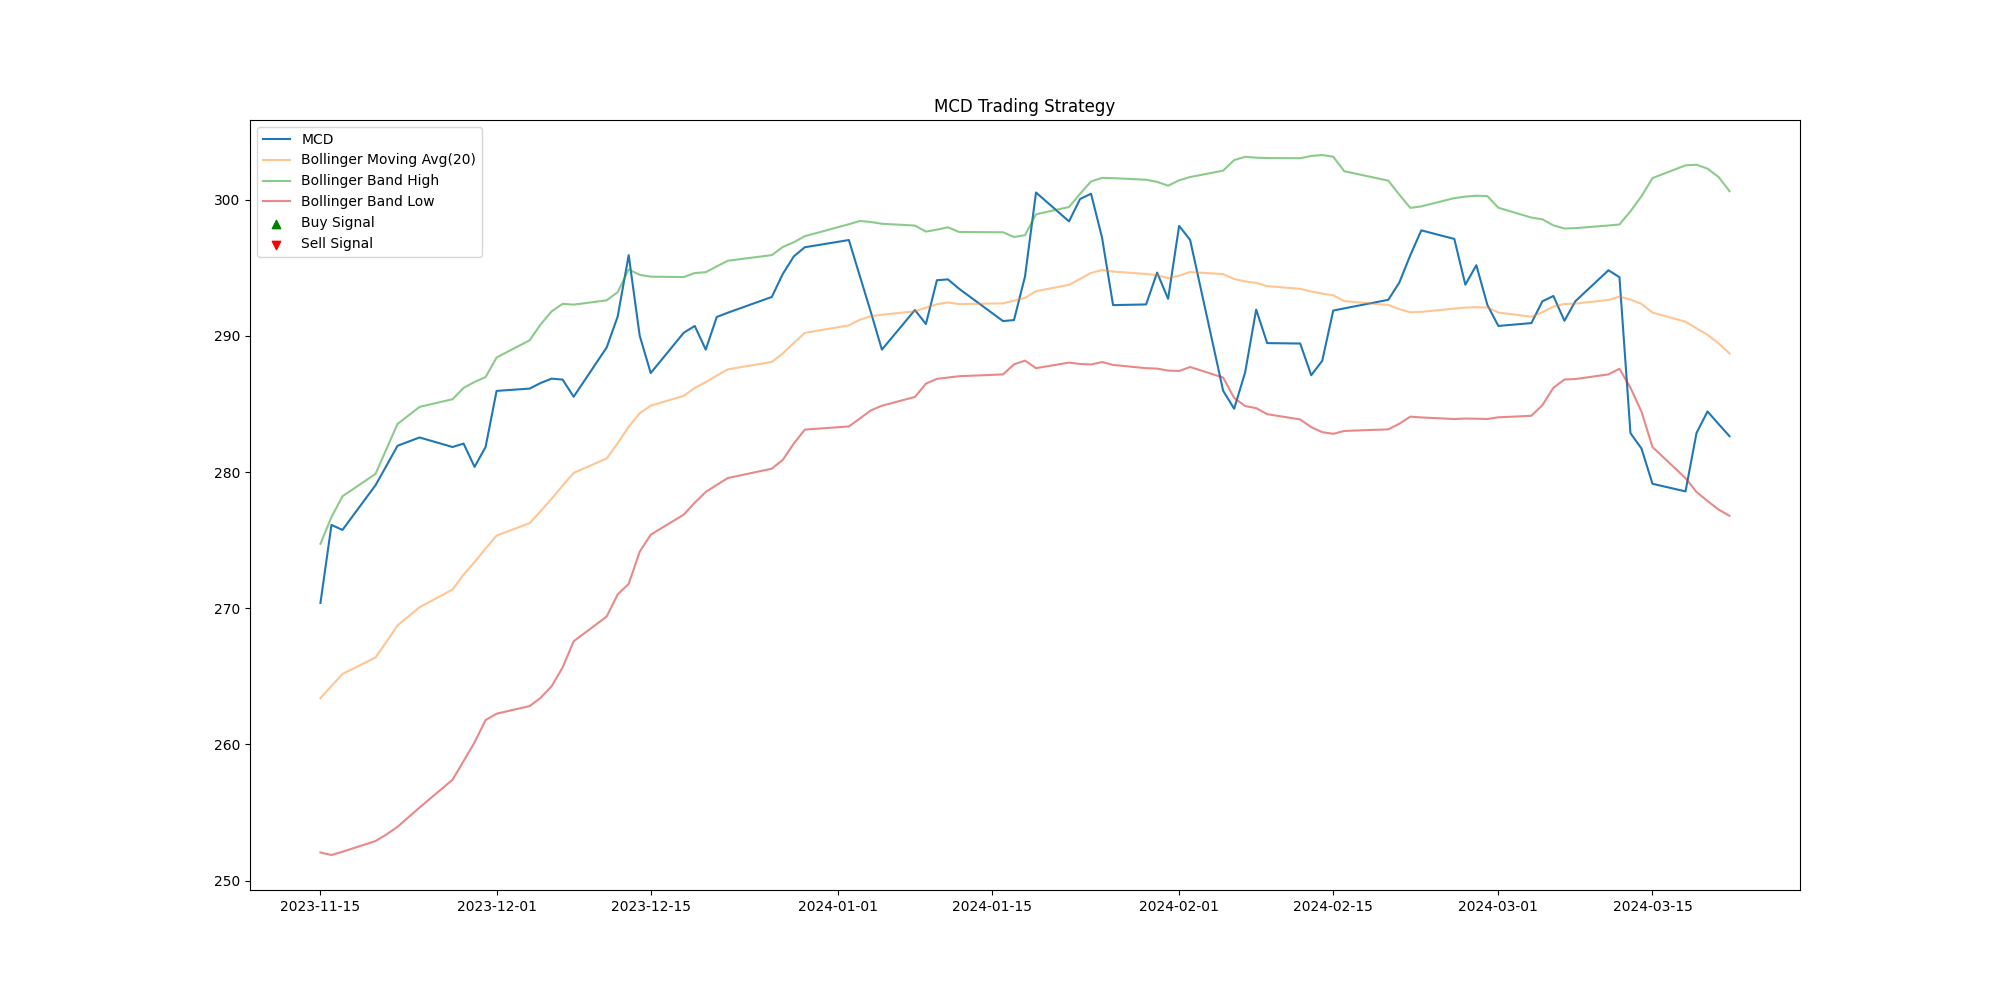 MCD Trading Strategy
MCD
Bollinger Moving Avg(20)
Bollinger Band High
Bollinger Band Low
Buy Signal
Sell Signal
300
290
280
270
260
250
2023-11-15 2023-12-01 2023-12-15 2024-01-01 2024-01-15 2024-02-01 2024-02-15 2024-03-01 2024-03-15